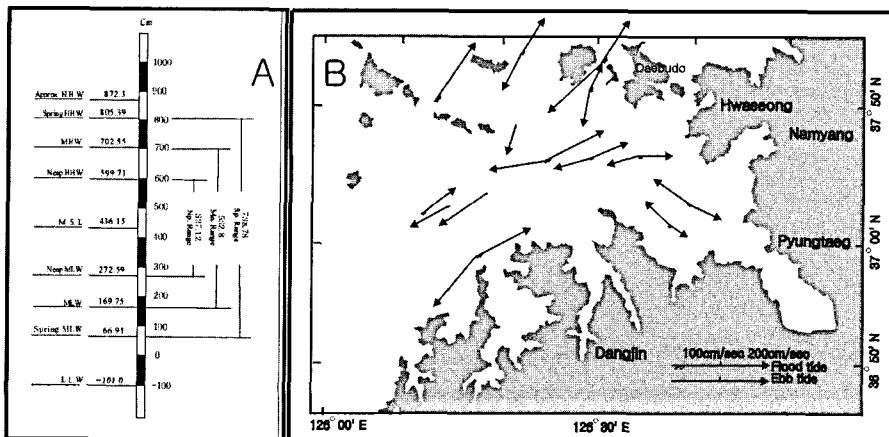 Cm
A
1000
900
800
700
600
500
400
300
200
100
0
-100
Approx. HHW 872.3
Spring HHW 805.39
MHW 702.55
Neap HHW 599.71
M.S.L 436.15
Neap MLW 272.59
MLW 169.75
Spring MLW 66.91
L.L.W -101.0
Np. Range
Mn. Range
532.8
Sp. Range
738.78
B
Daebudo
Hwaseong
Namyang
Pyungtaeg
Dangjin
100cm/sec 200cm/sec
Flood tide
Ebb tide
37° 50' N
37° 00' N
36° 50' N
126° 00' E
126° 30' E